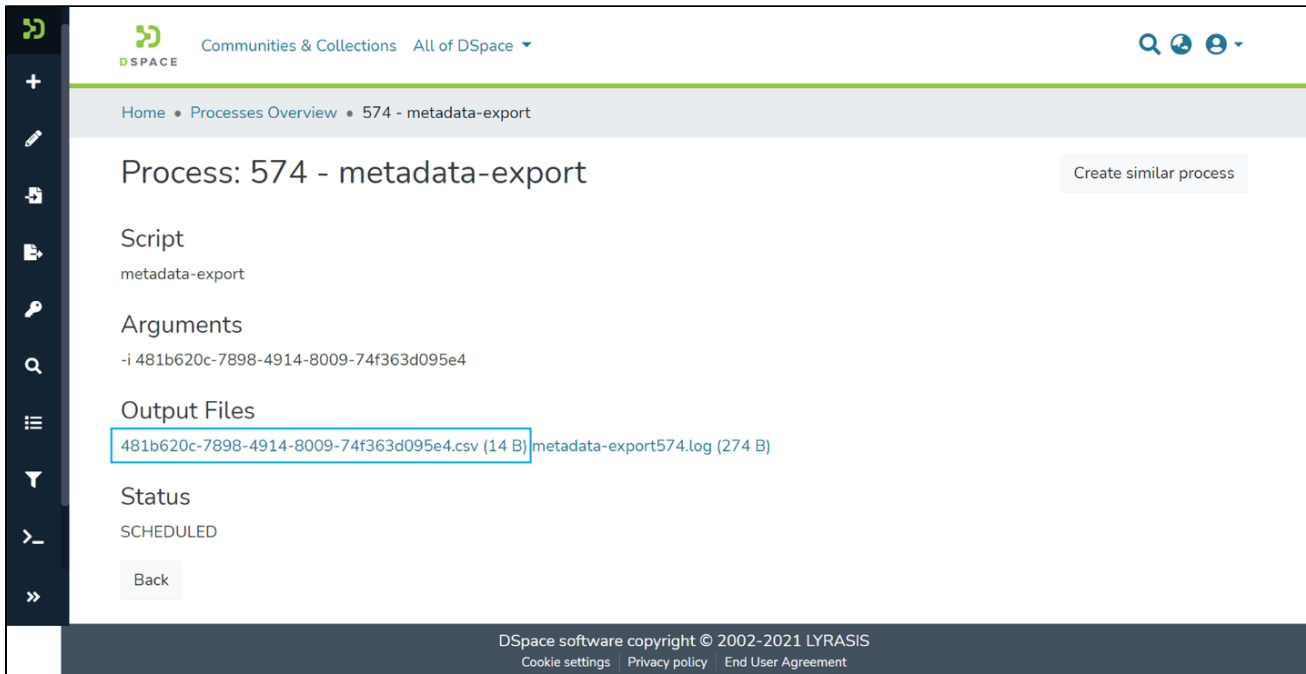 DSPACE
Communities & Collections All of DSpace
Home • Processes Overview • 574 - metadata-export
Process: 574 - metadata-export
Create similar process
Script
metadata-export
Arguments
-i 481b620c-7898-4914-8009-74f363d095e4
Output Files
481b620c-7898-4914-8009-74f363d095e4.csv (14 B) metadata-export574.log (274 B)
Status
SCHEDULED
Back
DSpace software copyright © 2002-2021 LYRASIS
Cookie settings | Privacy policy | End User Agreement